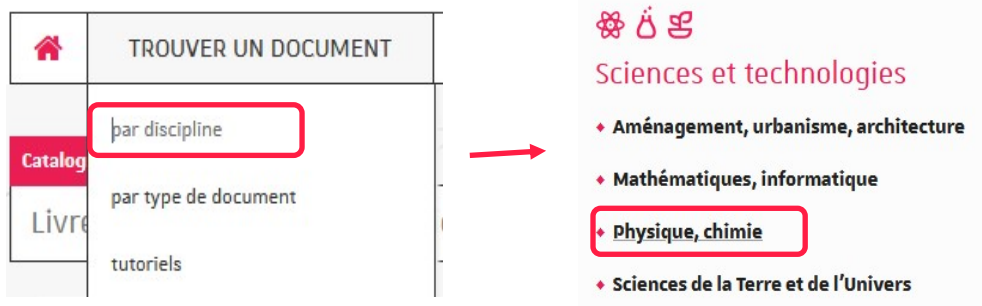 TROUVER UN DOCUMENT
par discipline
Catalog
par type de document
Livre
tutoriels
Sciences et technologies
Aménagement, urbanisme, architecture
Mathématiques, informatique
Physique, chimie
Sciences de la Terre et de l'Univers